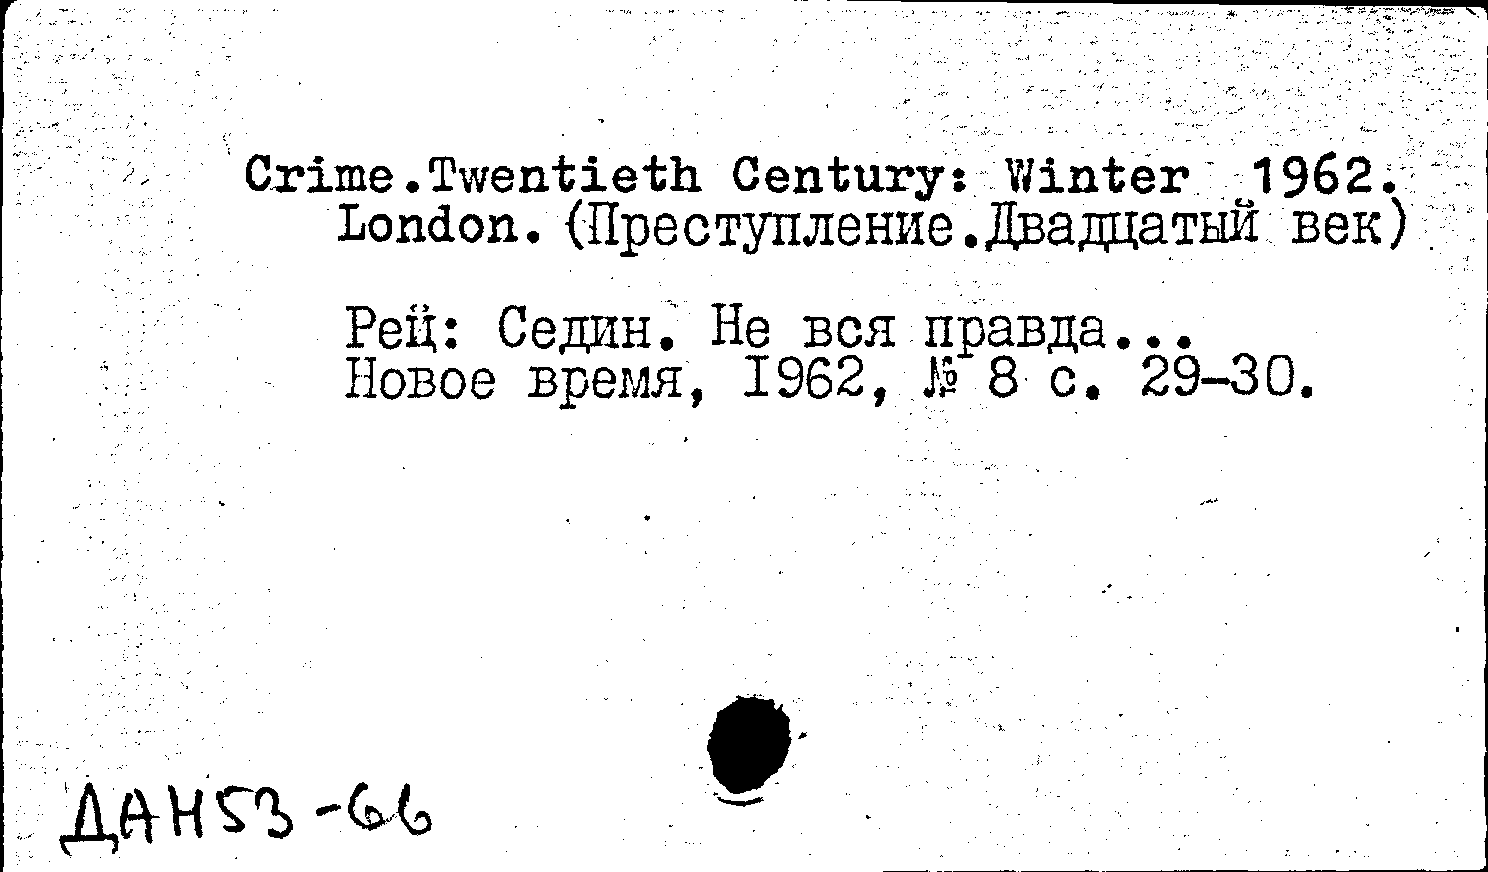 Crime.Twentieth Century: Winter 1962.
London. (Преступление.Двадцатый век)
Рец: Седин. Не вся правда...
Новое время, I962, № 8 с. 29-30.
ДАН53-66